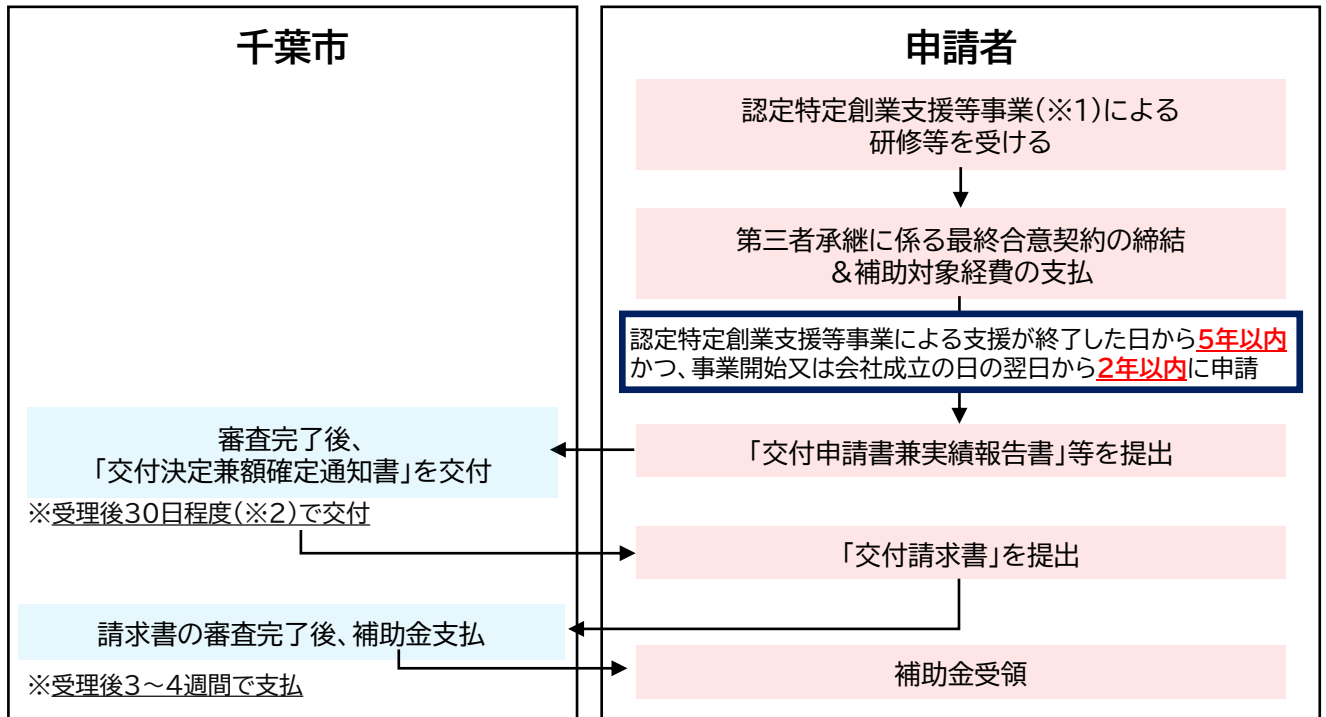 千葉市
申請者
認定特定創業支援等事業(※1)による
研修等を受ける
第三者承継に係る最終合意契約の締結
&補助対象経費の支払
認定特定創業支援等事業による支援が終了した日から5年以内
かつ、事業開始又は会社成立の日の翌日から2年以内に申請
「交付申請書兼実績報告書」等を提出
審査完了後、
「交付決定兼額確定通知書」を交付
※受理後30日程度(※2)で交付
「交付請求書」を提出
請求書の審査完了後、補助金支払
※受理後3~4週間で支払
補助金受領